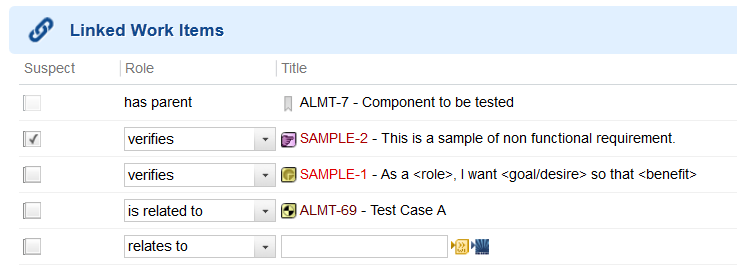 Linked Work Items
Suspect Role Title
has parent ALMT-7 - Component to be tested
verifies SAMPLE-2 - This is a sample of non functional requirement.
verifies SAMPLE-1 - As a <role>, I want <goal/desire> so that <benefit>
is related to ALMT-69 - Test Case A
relates to